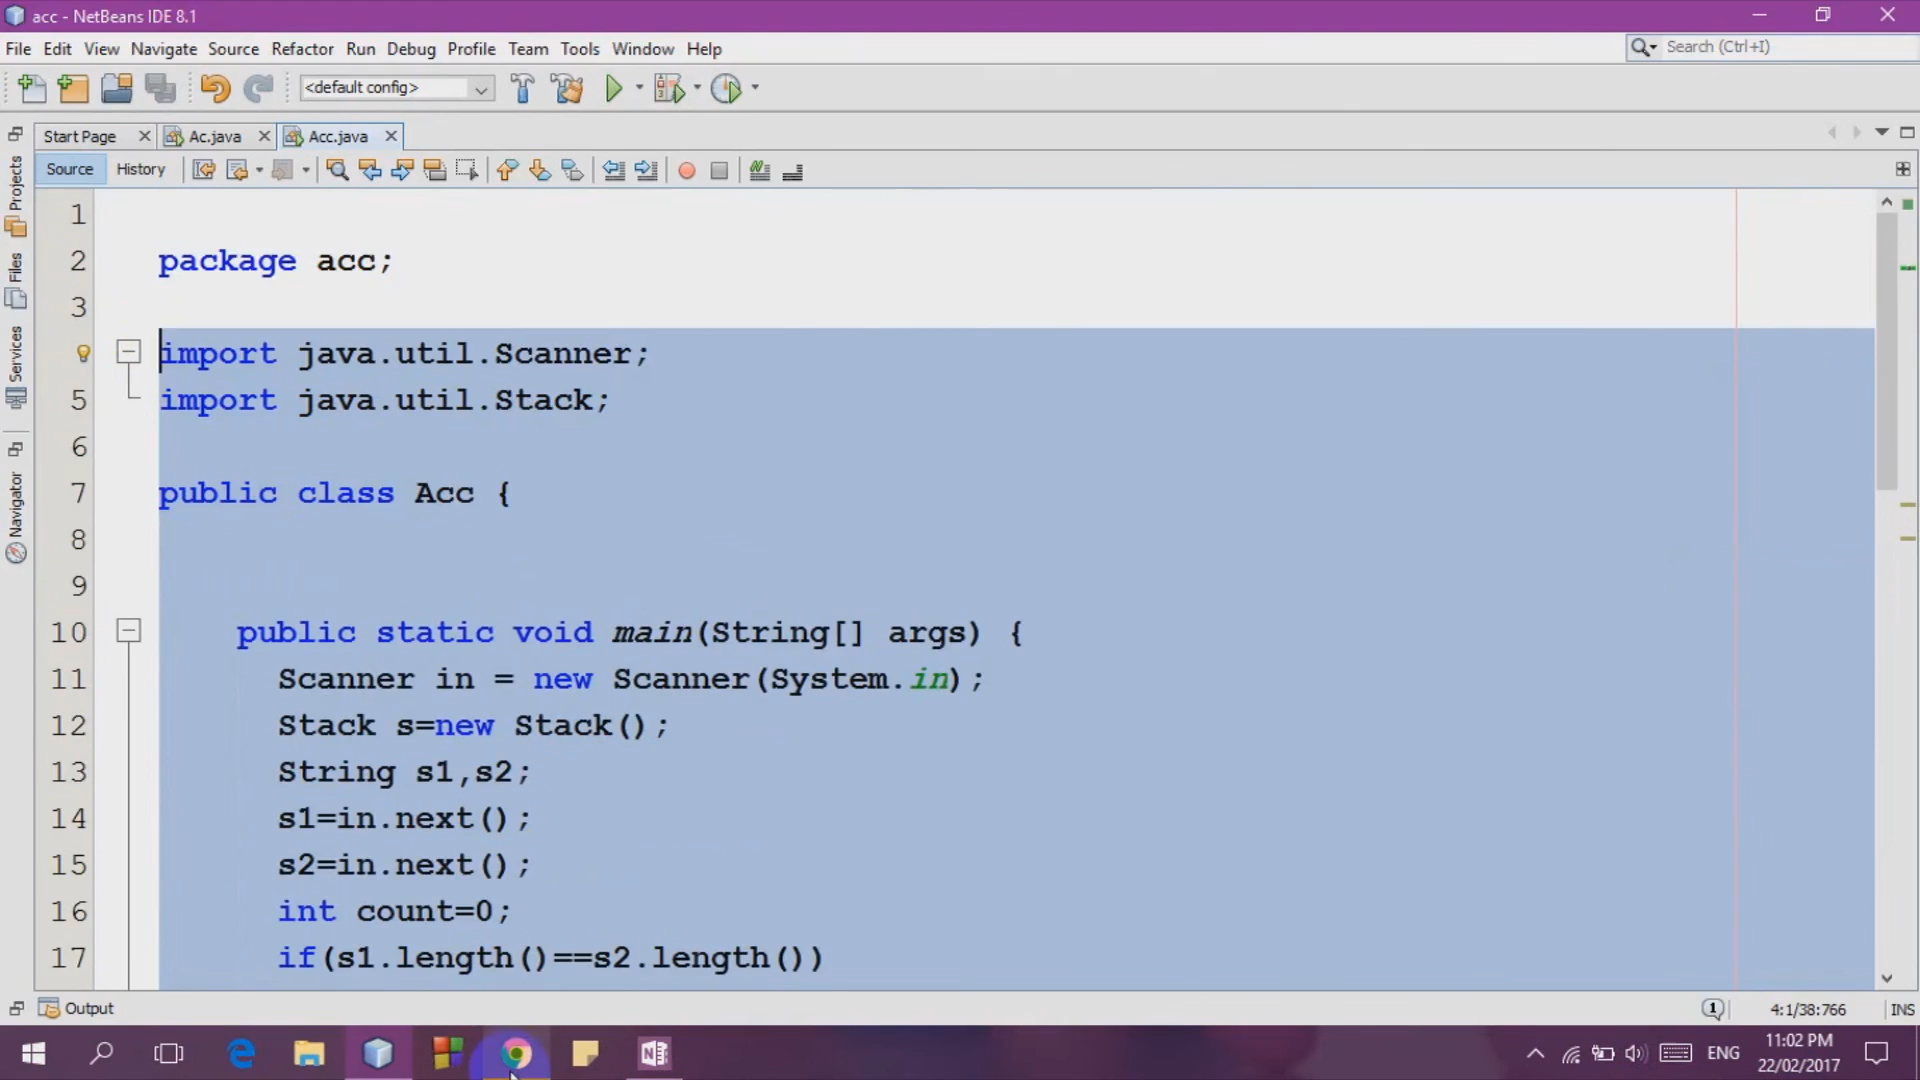 acc - NetBeans IDE 8.1
File Edit View Navigate Source Refactor Run Debug Profile Team Tools Window Help
Search (Ctrl+I)
<default config>
Start Page Ac.java Acc.java
Source History
Projects
Files
Services
Navigator
1
2 package acc;
3
import java.util.Scanner;
5 import java.util.Stack;
6
7 public class Acc {
8
9
10 public static void main(String[] args) {
11 Scanner in = new Scanner(System.in);
12 Stack s=new Stack();
13 String s1,s2;
14 s1=in.next();
15 s2=in.next();
16 int count=0;
17 if(s1.length()==s2.length())
Output
1
4:1/38:766
INS
ENG
11:02 PM
22/02/2017